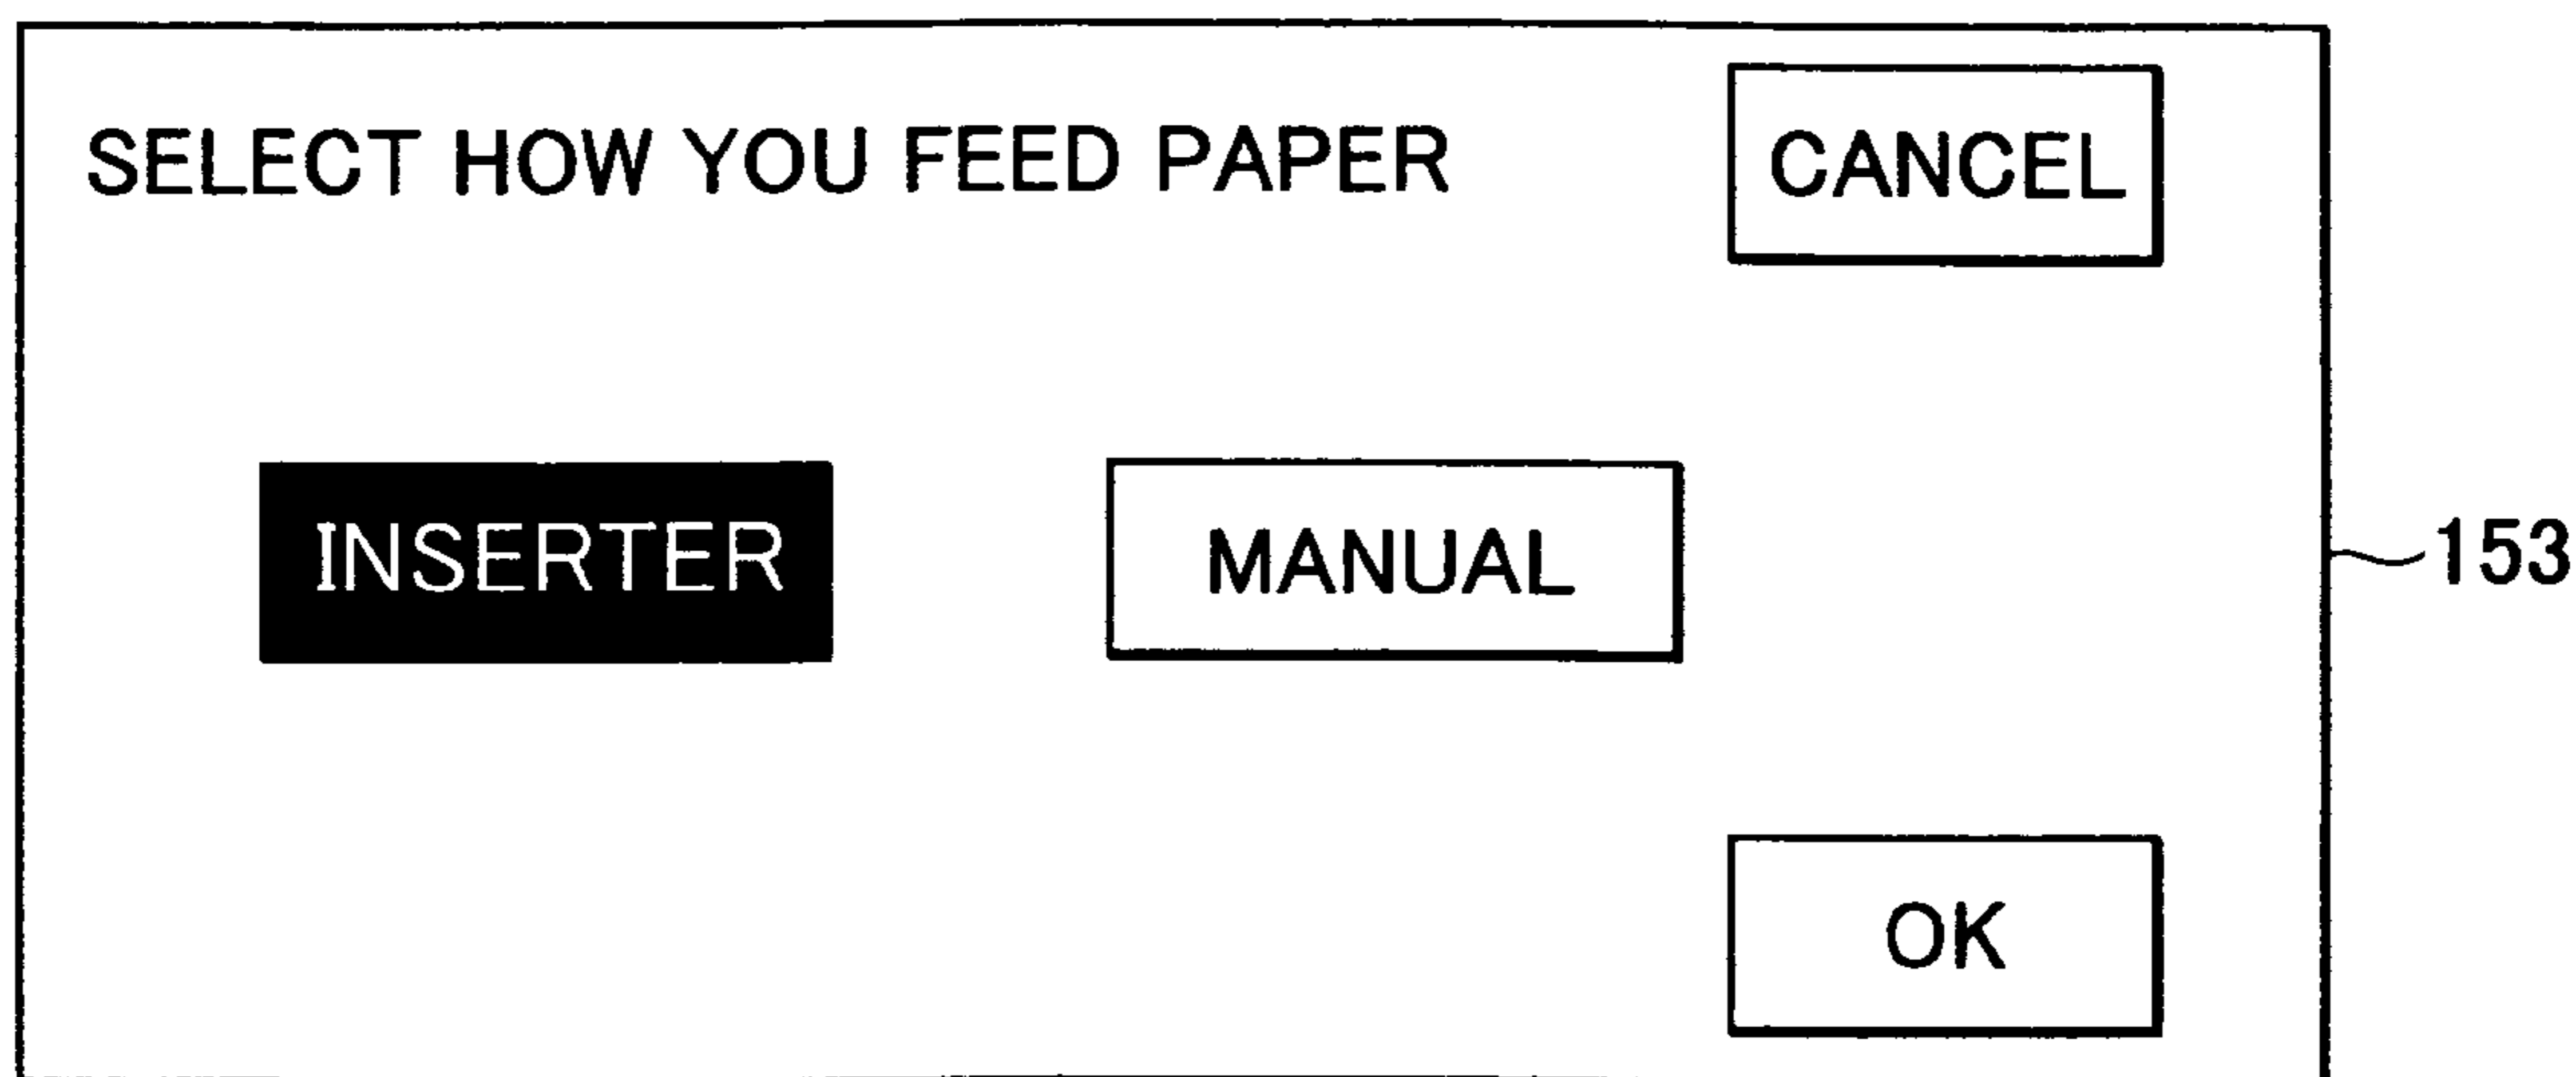 SELECT HOW YOU FEED PAPER
CANCEL
INSERTER
MANUAL
153
OK